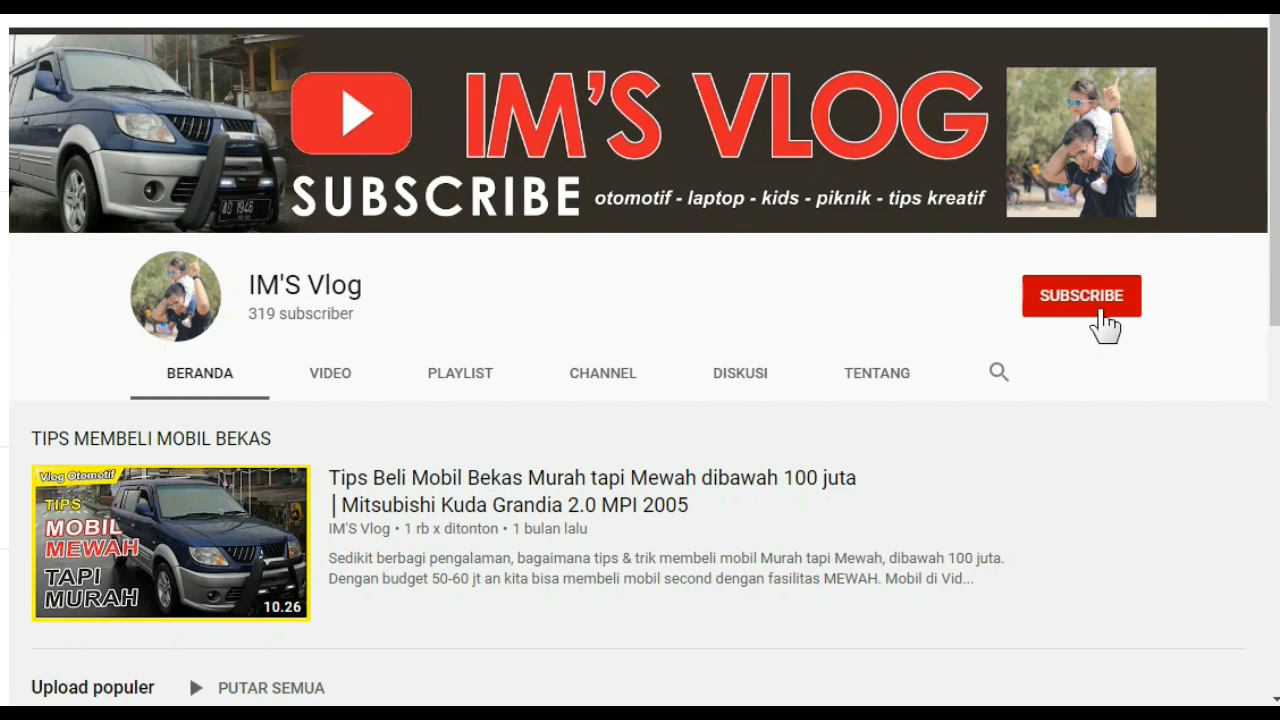 IM'S VLOG
SUBSCRIBE otomotif - laptop - kids - piknik - tips kreatif
AD 1946
IM'S Vlog
319 subscriber
SUBSCRIBE
BERANDA VIDEO PLAYLIST CHANNEL DISKUSI TENTANG
TIPS MEMBELI MOBIL BEKAS
Vlog Otomotif
TIPS
MOBIL
MEWAH
TAPI
MURAH
10.26
Tips Beli Mobil Bekas Murah tapi Mewah dibawah 100 juta
|Mitsubishi Kuda Grandia 2.0 MPI 2005
IM'S Vlog • 1 rb x ditonton • 1 bulan lalu
Sedikit berbagi pengalaman, bagaimana tips & trik membeli mobil Murah tapi Mewah, dibawah 100 juta.
Dengan budget 50-60 jt an kita bisa membeli mobil second dengan fasilitas MEWAH. Mobil di Vid...
Upload populer PUTAR SEMUA